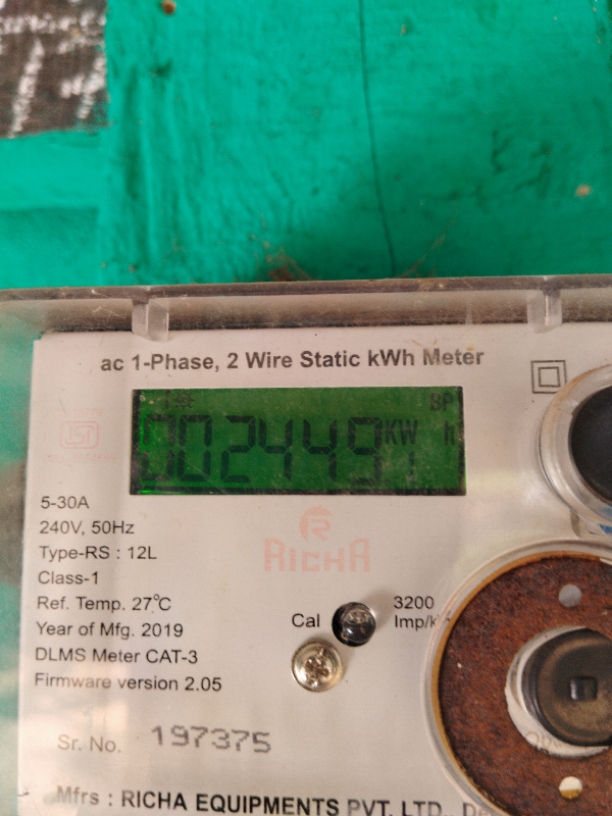 ac 1-Phase, 2 Wire Static kWh Meter
BP
002449 KW h
5-30A
240V, 50Hz
Type-RS : 12L
Class-1
Ref. Temp. 27°C
Year of Mfg. 2019
DLMS Meter CAT-3
Firmware version 2.05
RICHA
Cal
3200
Imp/k
Sr. No. 197375
Mfrs : RICHA EQUIPMENTS PVT. LTD.,